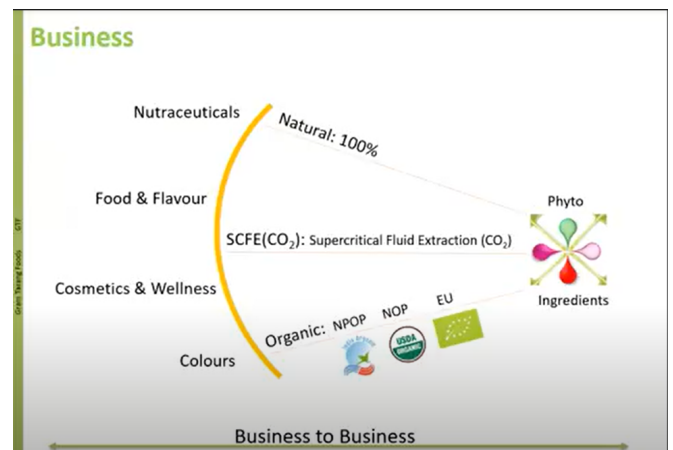 Business
Nutraceuticals
Natural: 100%
Food & Flavour
Phyto
SCFE(CO₂): Supercritical Fluid Extraction (CO₂)
Cosmetics & Wellness
Ingredients
Organic: NPOP NOP EU
USDA
ORGANIC
Colours
Business to Business
Gram Tarang Foods GTF